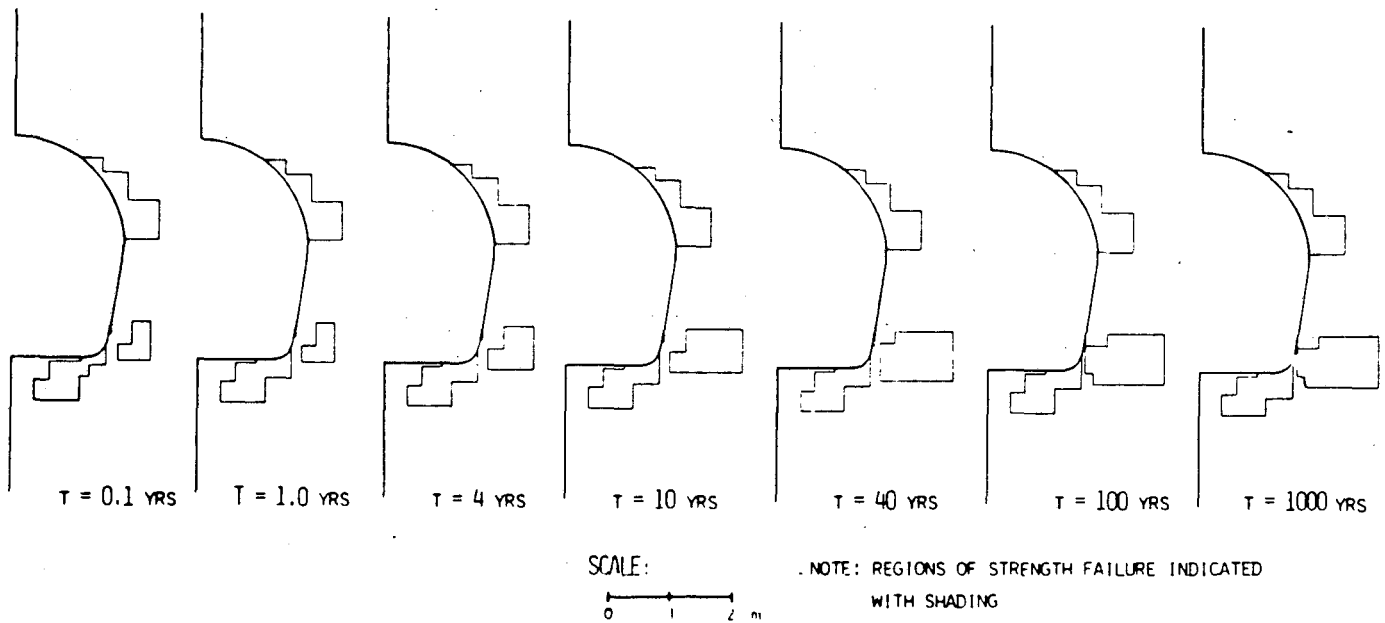 T = 0.1 YRS
T = 1.0 YRS
T = 4 YRS
T = 10 YRS
T = 40 YRS
T = 100 YRS
T = 1000 YRS
SCALE:
0 1 2 m
NOTE: REGIONS OF STRENGTH FAILURE INDICATED
WITH SHADING